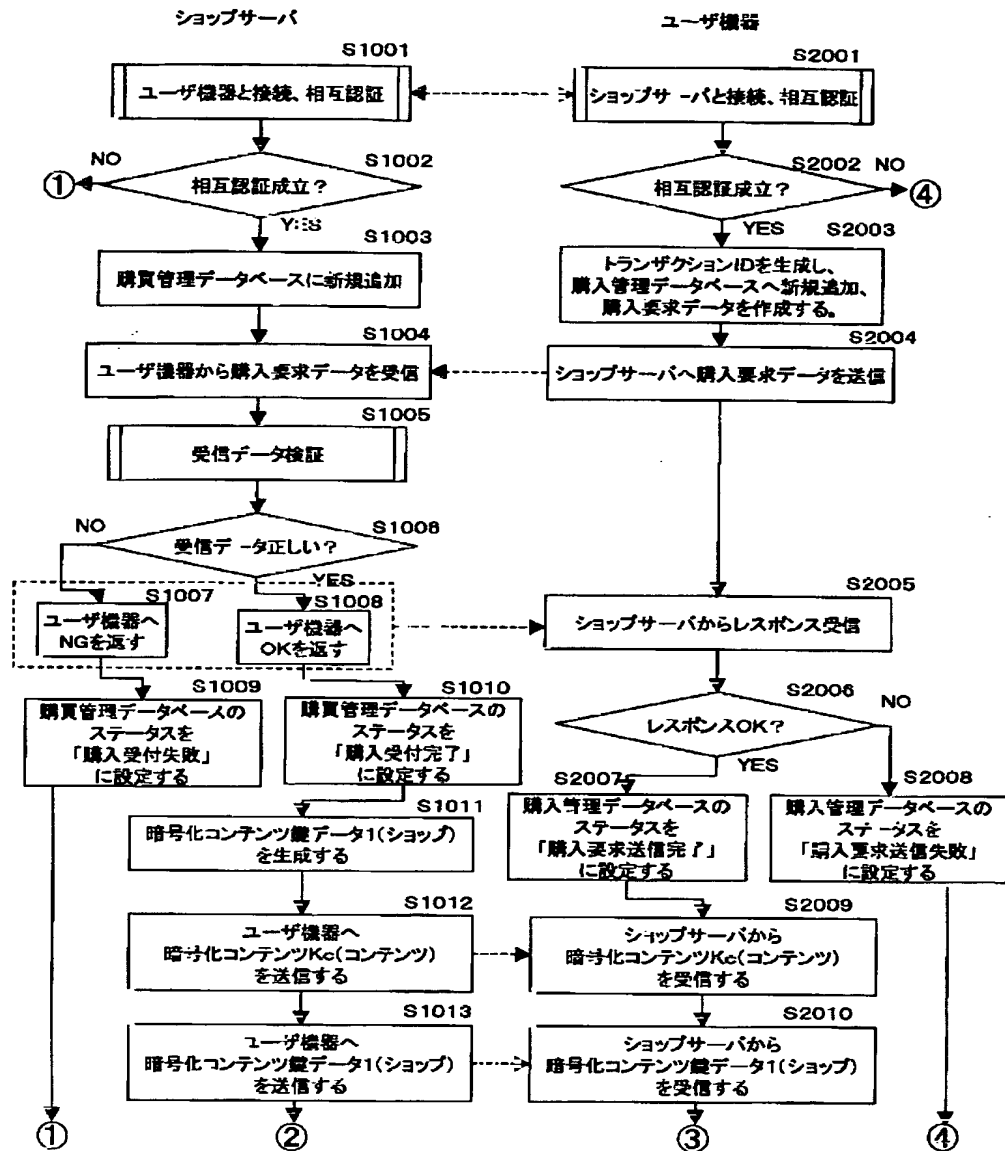 ショップサーバ
ユーザ機器
S1001
ユーザ機器と接続、相互認証
S2001
ショップサーバと接続、相互認証
NO
S1002
①
相互認証成立？
YES
S2002
NO
相互認証成立？
④
YES
S1003
購買管理データベースに新規追加
S2003
トランザクションIDを生成し、
購入管理データベースへ新規追加、
購入要求データを作成する。
S1004
ユーザ機器から購入要求データを受信
S2004
ショップサーバへ購入要求データを送信
S1005
受信データ検証
NO
S1006
受信データ正しい？
YES
S1007
ユーザ機器へ
NGを返す
S1008
ユーザ機器へ
OKを返す
S2005
ショップサーバからレスポンス受信
S1009
購買管理データベースの
ステータスを
「購入受付失敗」
に設定する
S1010
購買管理データベースの
ステータスを
「購入受付完了」
に設定する
S2006
NO
レスポンスOK？
YES
S2007
購入管理データベースの
ステータスを
「購入要求送信完了」
に設定する
S2008
購入管理データベースの
ステータスを
「購入要求送信失敗」
に設定する
S1011
暗号化コンテンツ鍵データ1(ショップ)
を生成する
S1012
ユーザ機器へ
暗号化コンテンツKc(コンテンツ)
を送信する
S2009
ショップサーバから
暗号化コンテンツKc(コンテンツ)
を受信する
S1013
ユーザ機器へ
暗号化コンテンツ鍵データ1(ショップ)
を送信する
S2010
ショップサーバから
暗号化コンテンツ鍵データ1(ショップ)
を受信する
①
②
③
④